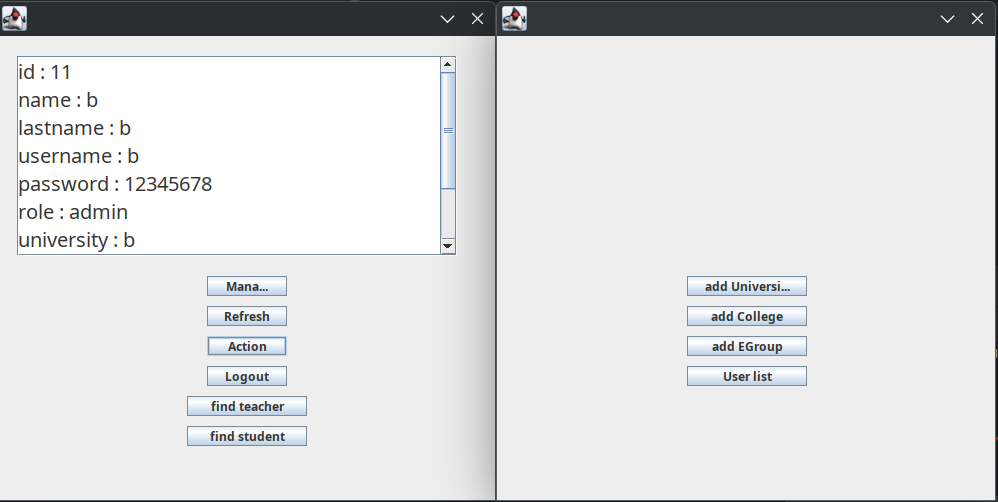 id : 11
name : b
lastname : b
username : b
password : 12345678
role : admin
university : b
Mana...
Refresh
Action
Logout
find teacher
find student
add Universi...
add College
add EGroup
User list